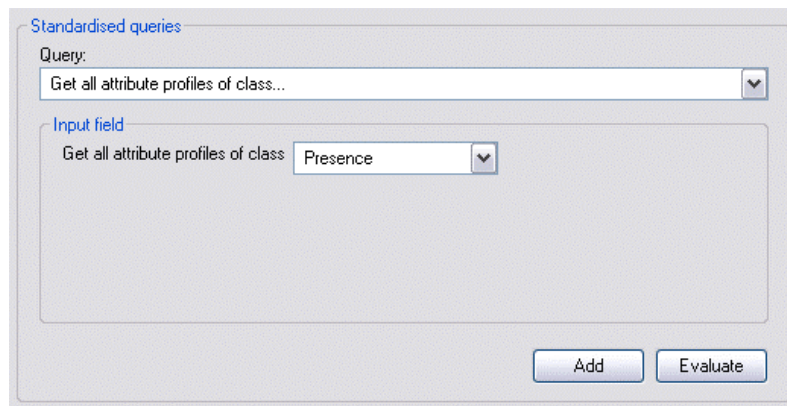 Standardised queries
Query:
Get all attribute profiles of class...
Input field
Get all attribute profiles of class Presence
Add Evaluate